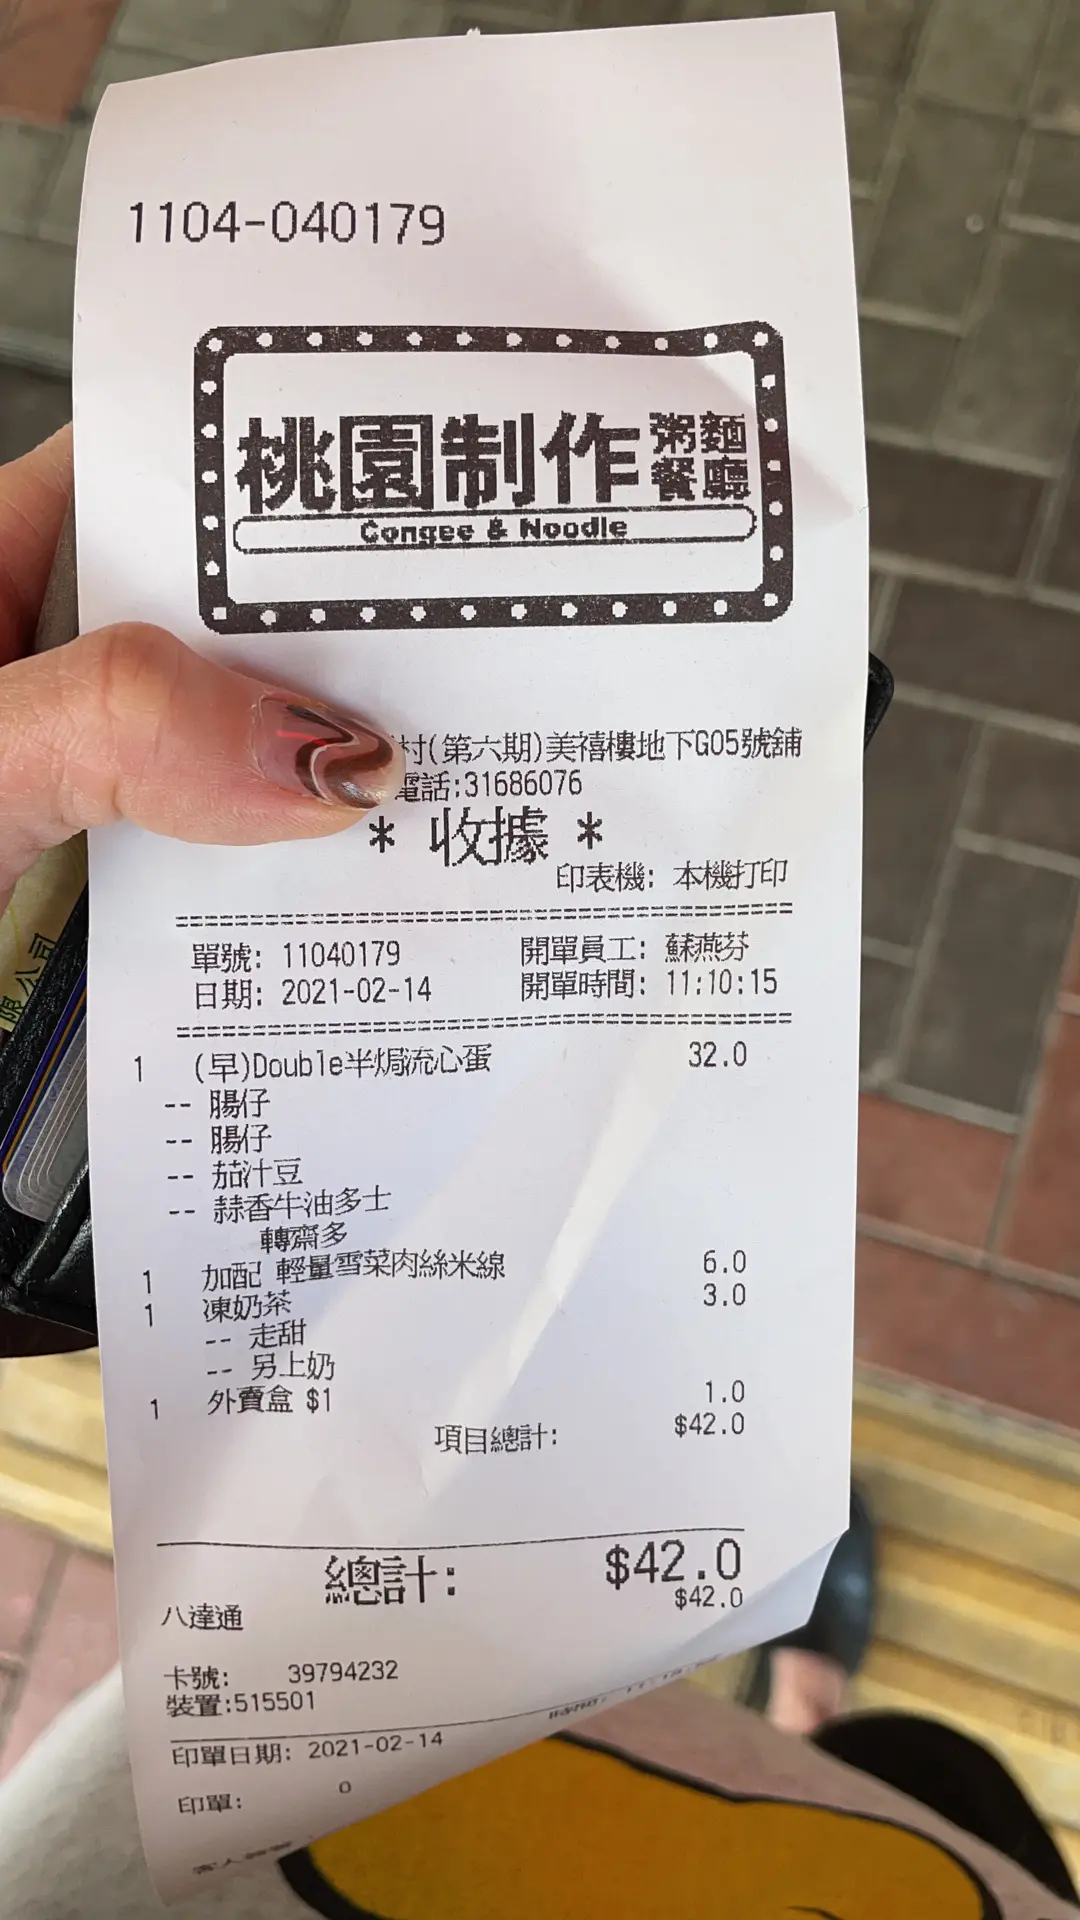 1104-040179
桃園制作 粥麵餐廳
Congee & Noodle
村(第六期)美禧樓地下G05號舖
電話:31686076
* 收據 *
印表機: 本機打印
單號: 11040179 開單員工: 蘇燕芬
日期: 2021-02-14 開單時間: 11:10:15
1 (早)Double半焗流心蛋 32.0
-- 腸仔
-- 腸仔
-- 茄汁豆
-- 蒜香牛油多士
轉齋多
1 加配 輕量雪菜肉絲米線 6.0
1 凍奶茶 3.0
-- 走甜
-- 另上奶
1 外賣盒 $1 1.0
項目總計: $42.0
總計: $42.0
八達通 $42.0
卡號: 39794232
裝置:515501
印單日期: 2021-02-14 時間:
印單: 0
限公司